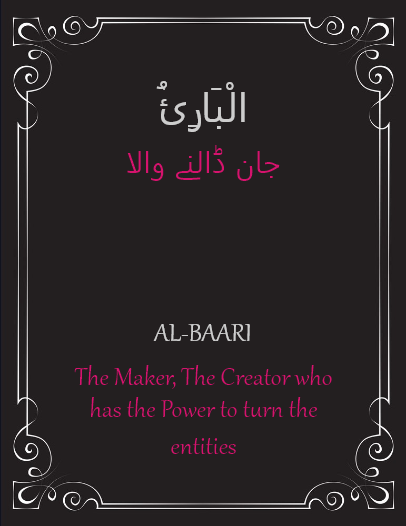 الْبَارِئُ
جان ڈالنے والا
AL-BAARI
The Maker, The Creator who
has the Power to turn the
entities